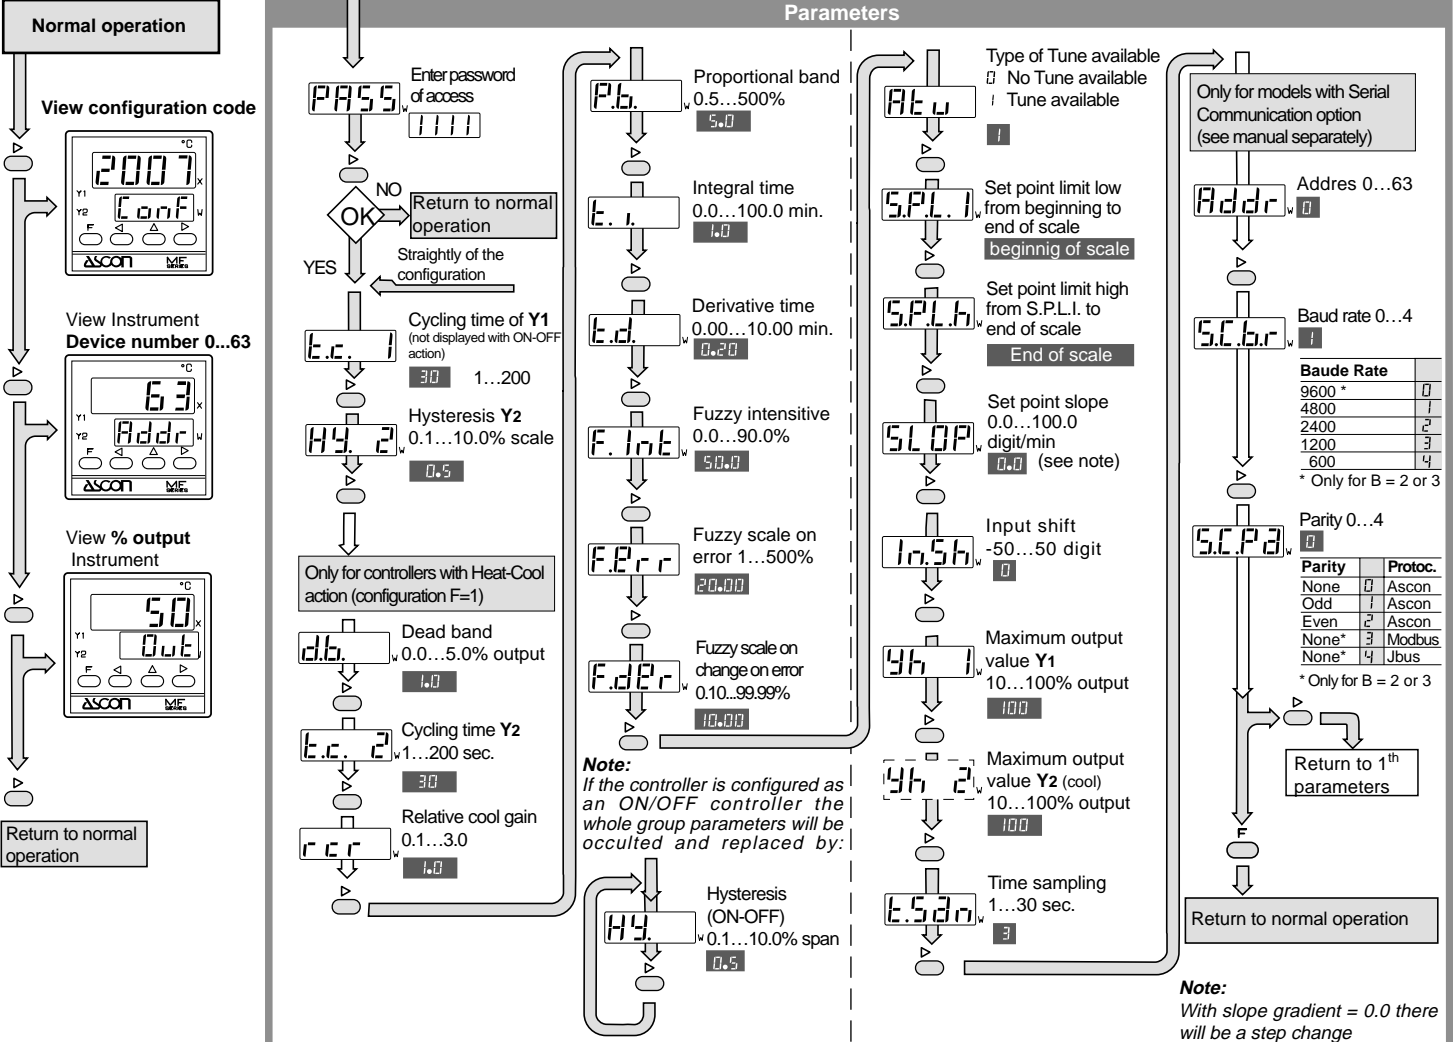 Parameters
Normal operation
View configuration code
°C
2007
x
Y1
Y2
ConF
w
F
ascon
MF
SERIES
View Instrument
Device number 0...63
°C
63
x
Y1
Y2
Addr
w
F
ascon
MF
SERIES
View % output
Instrument
°C
50
x
Y1
Y2
Out
F
ascon
MF
SERIES
Return to normal
operation
PASS
w
Enter password
of access
1111
OK
NO
Return to normal
operation
YES
Straightly of the
configuration
t.c. 1
Cycling time of Y1
(not displayed with ON-OFF
action)
30 1...200
HY. 2
w
Hysteresis Y2
0.1...10.0% scale
0.5
Only for controllers with Heat-Cool
action (configuration F=1)
d.b.
w
Dead band
0.0...5.0% output
1.0
t.c. 2
w
Cycling time Y2
1...200 sec.
30
rcr
w
Relative cool gain
0.1...3.0
1.0
P.b.
w
Proportional band
0.5...500%
5.0
t. i.
Integral time
0.0...100.0 min.
1.0
t.d.
w
Derivative time
0.00...10.00 min.
0.20
F. Int
w
Fuzzy intensitive
0.0...90.0%
50.0
F.Err
w
Fuzzy scale on
error 1...500%
20.00
F.dEr
w
Fuzzy scale on
change on error
0.10...99.99%
10.00
Note:
If the controller is configured as
an ON/OFF controller the
whole group parameters will be
occulted and replaced by:
HY.
w
Hysteresis
(ON-OFF)
0.1...10.0% span
0.5
Atu
w
Type of Tune available
0 No Tune available
1 Tune available
1
S.P.L. l
w
Set point limit low
from beginning to
end of scale
beginnig of scale
S.P.L.h
w
Set point limit high
from S.P.L.I. to
end of scale
End of scale
SLOP
w
Set point slope
0.0...100.0
digit/min
0.0 (see note)
In.Sh
w
Input shift
-50...50 digit
0
Yh 1
w
Maximum output
value Y1
10...100% output
100
Yh 2
w
Maximum output
value Y2 (cool)
10...100% output
100
t.San
w
Time sampling
1...30 sec.
3
Only for models with Serial
Communication option
(see manual separately)
Addr
w
Addres 0...63
0
S.C.b.r
w
Baud rate 0...4
1
Baude Rate
9600 * 0
4800 1
2400 2
1200 3
600 4
* Only for B = 2 or 3
S.C.Pa
w
Parity 0...4
0
Parity Protoc.
None 0 Ascon
Odd 1 Ascon
Even 2 Ascon
None* 3 Modbus
None* 4 Jbus
* Only for B = 2 or 3
Return to 1th
parameters
F
Return to normal operation
Note:
With slope gradient = 0.0 there
will be a step change